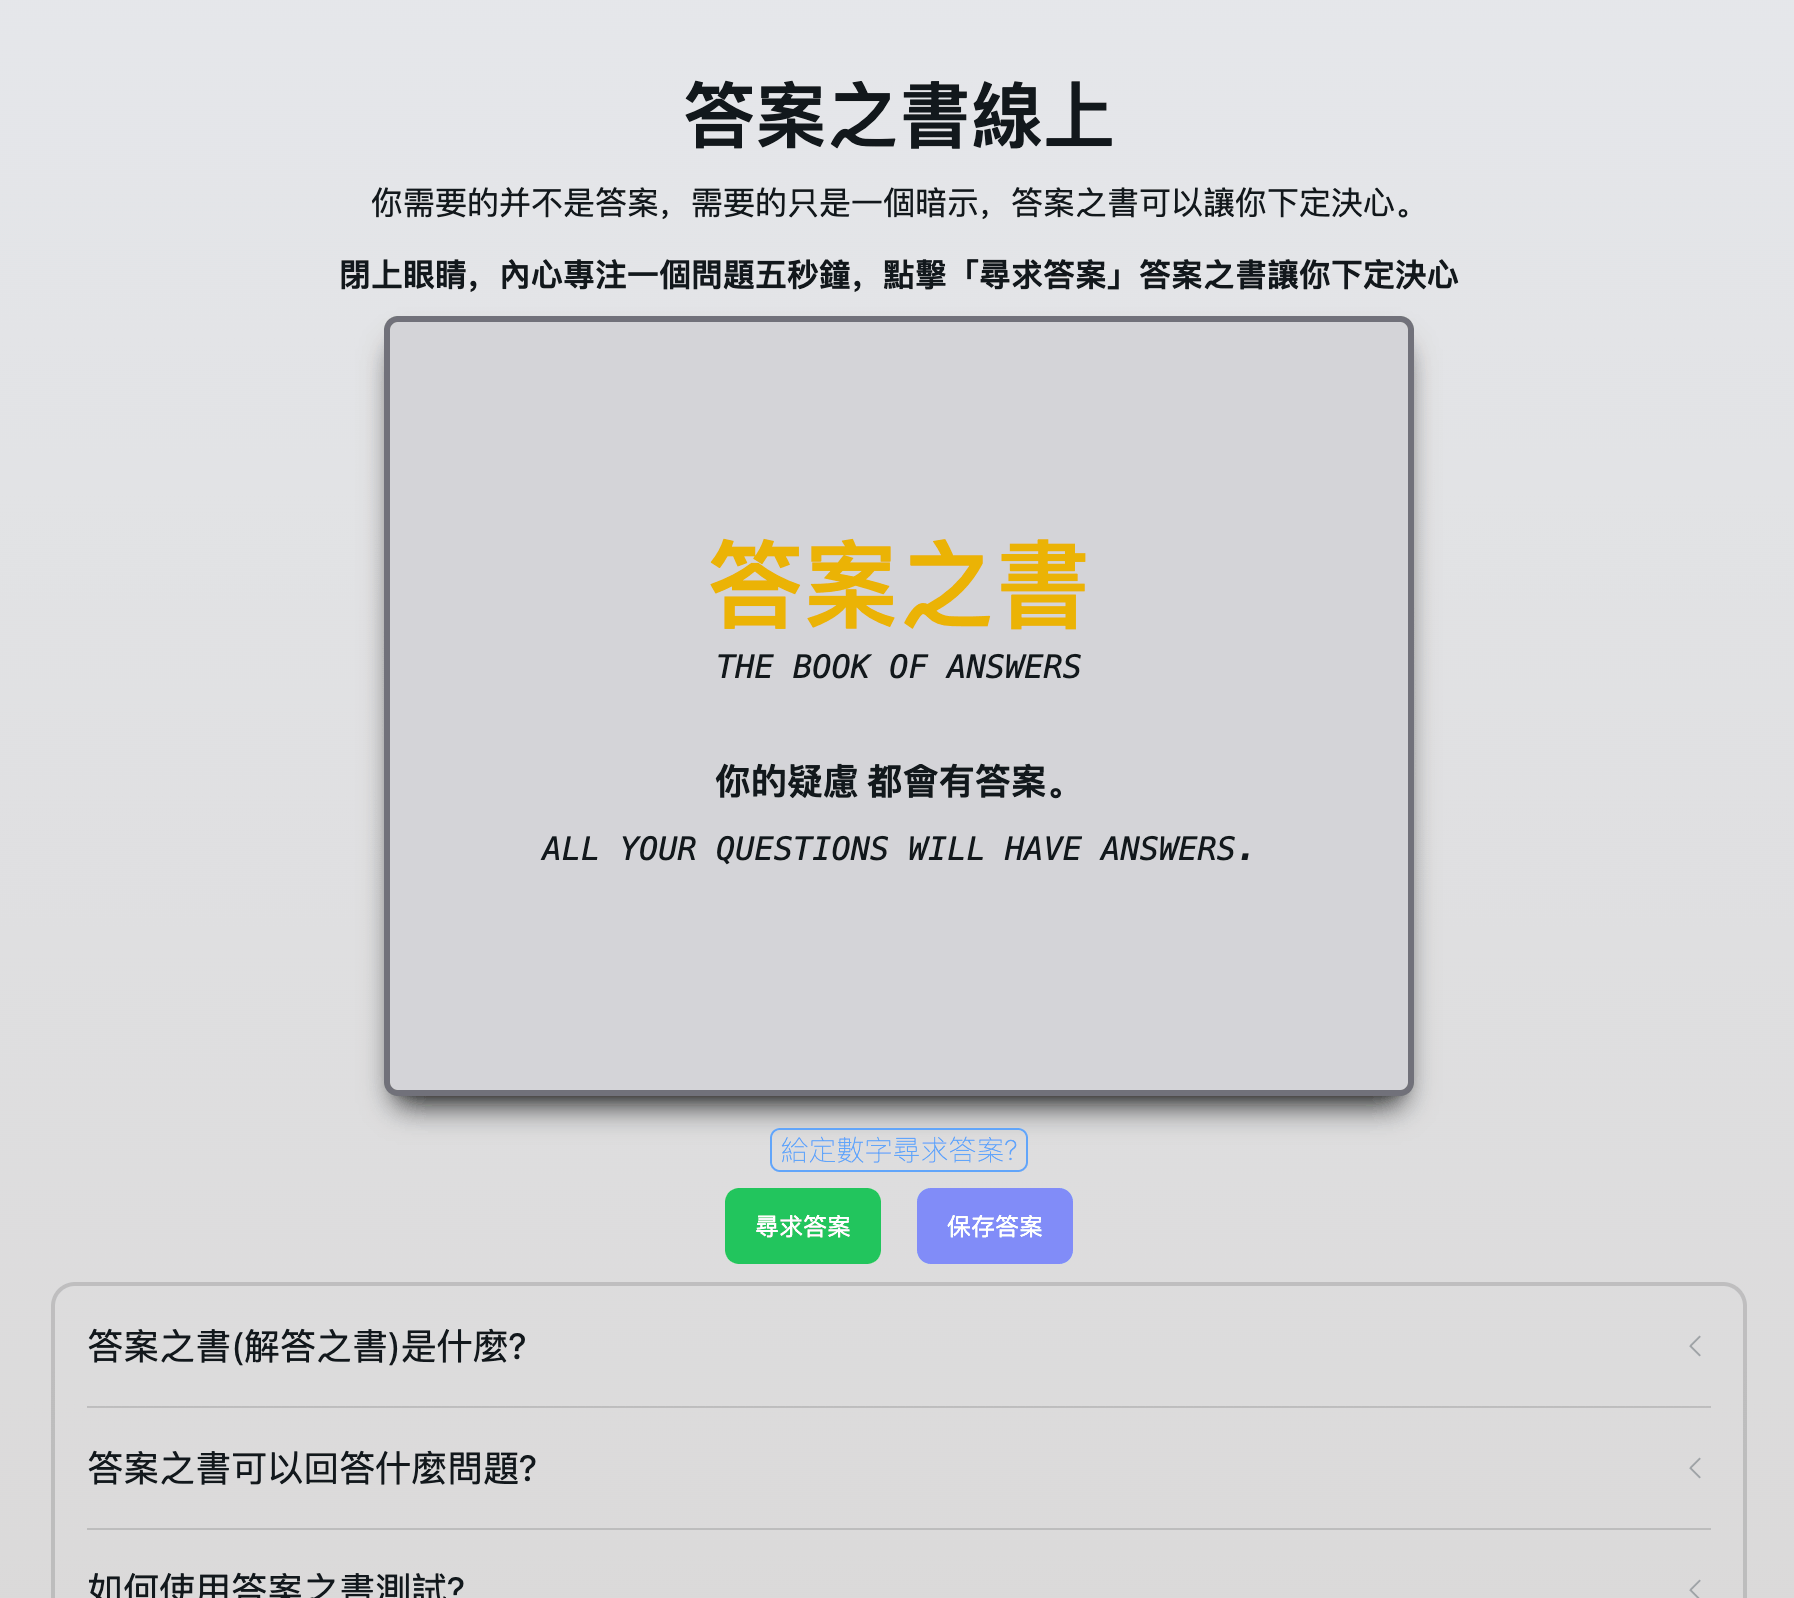 答案之書線上
你需要的并不是答案，需要的只是一個暗示，答案之書可以讓你下定決心。
閉上眼睛，內心專注一個問題五秒鐘，點擊「尋求答案」答案之書讓你下定決心
答案之書
THE BOOK OF ANSWERS
你的疑慮 都會有答案。
ALL YOUR QUESTIONS WILL HAVE ANSWERS.
給定數字尋求答案?
尋求答案 保存答案
答案之書(解答之書)是什麼?
答案之書可以回答什麼問題?
如何使用答案之書測試?